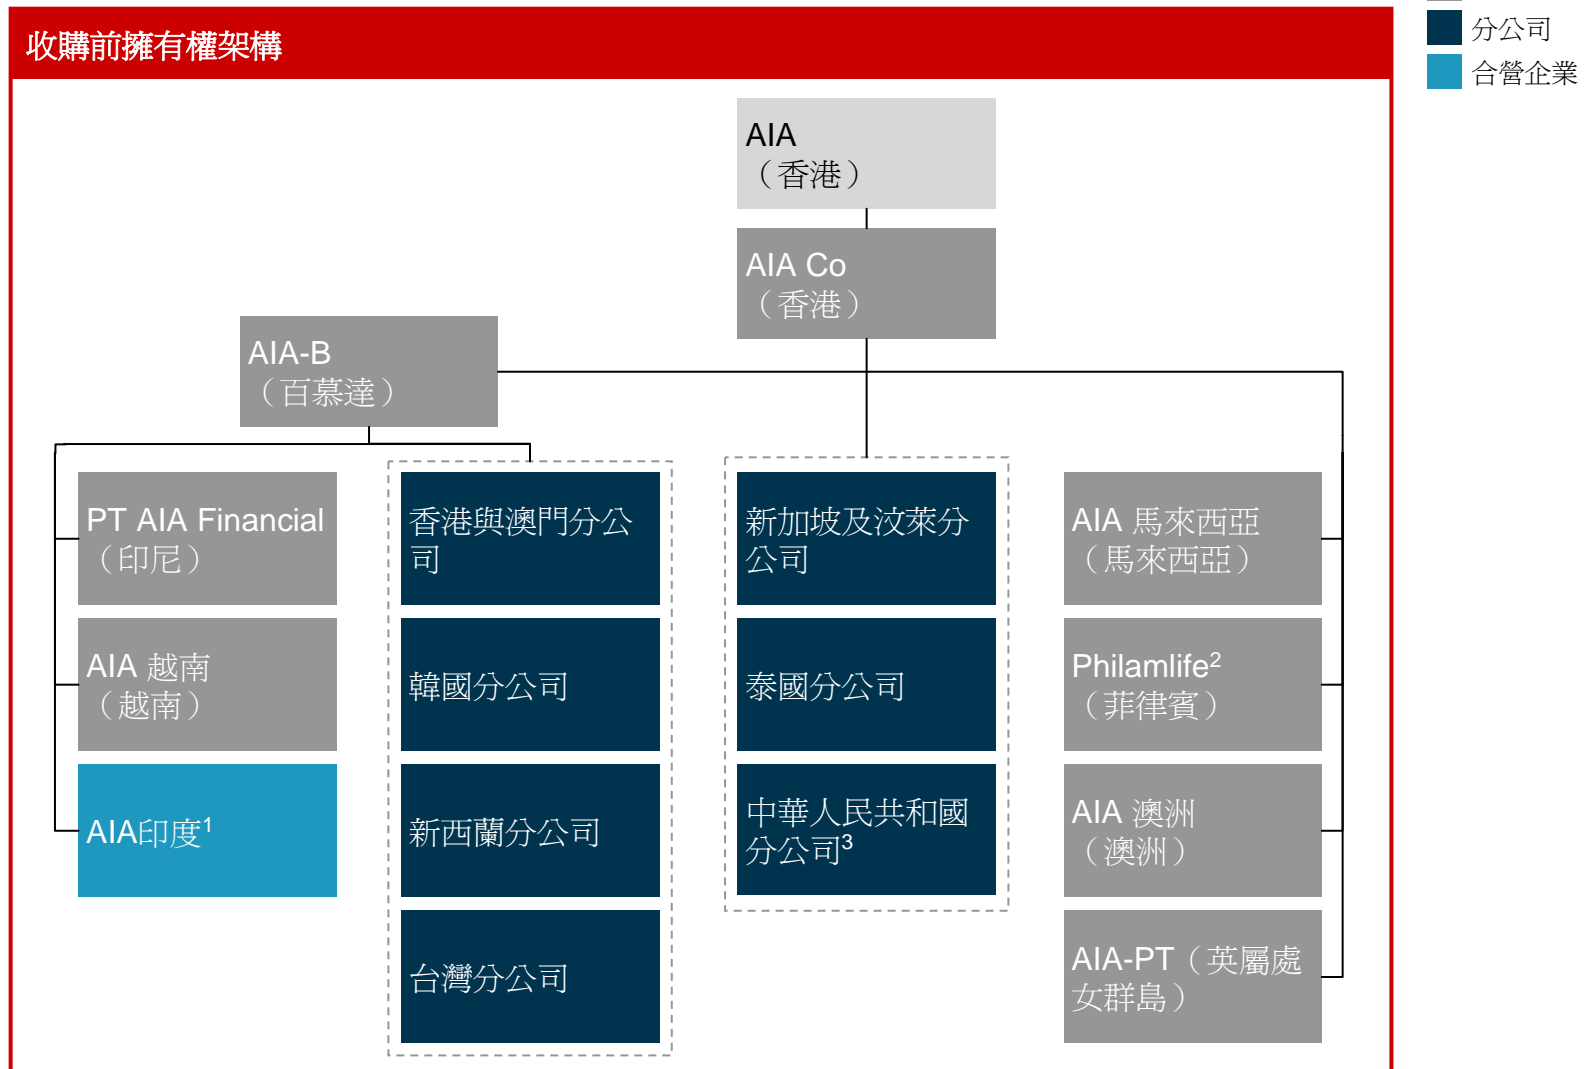 收購前擁有權架構
分公司
合營企業
AIA
（香港）
AIA Co
（香港）
AIA-B
（百慕達）
PT AIA Financial
（印尼）
香港與澳門分公
司
新加坡及汶萊分
公司
AIA 馬來西亞
（馬來西亞）
AIA 越南
（越南）
韓國分公司
泰國分公司
Philamlife2
（菲律賓）
AIA印度1
新西蘭分公司
中華人民共和國
分公司3
AIA 澳洲
（澳洲）
台灣分公司
AIA-PT（英屬處
女群島）